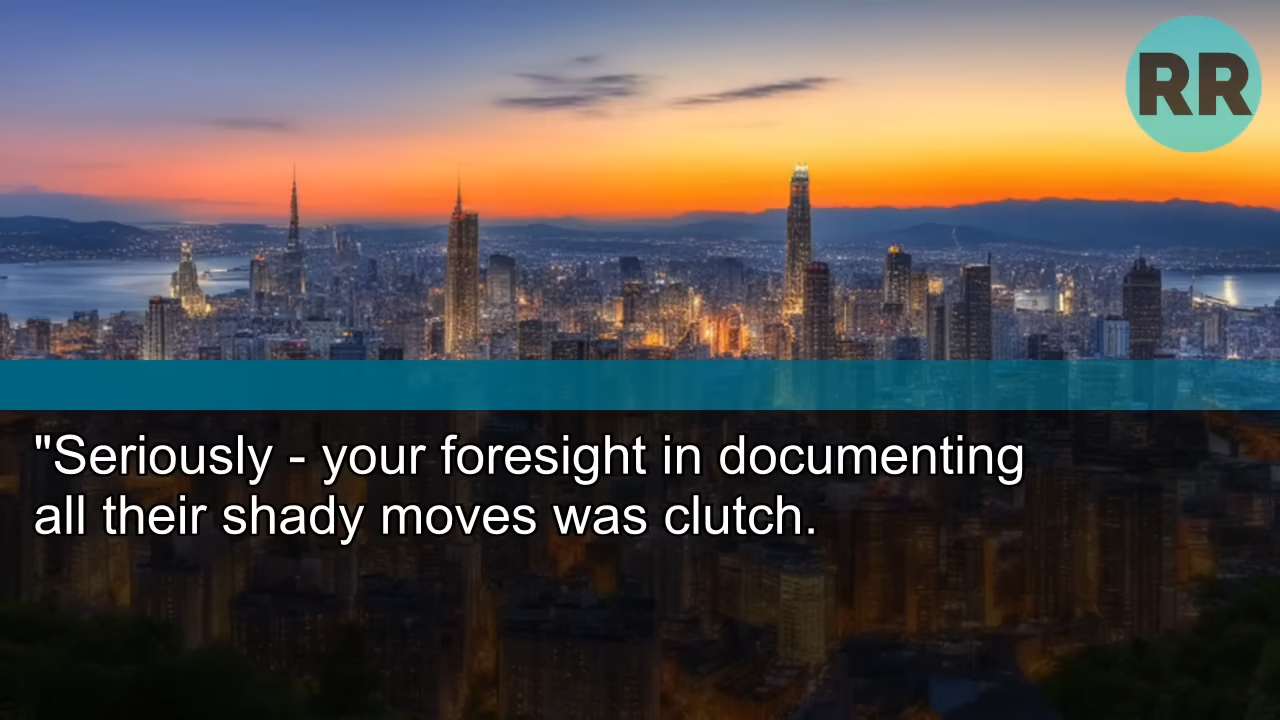 RR
"Seriously - your foresight in documenting
all their shady moves was clutch.